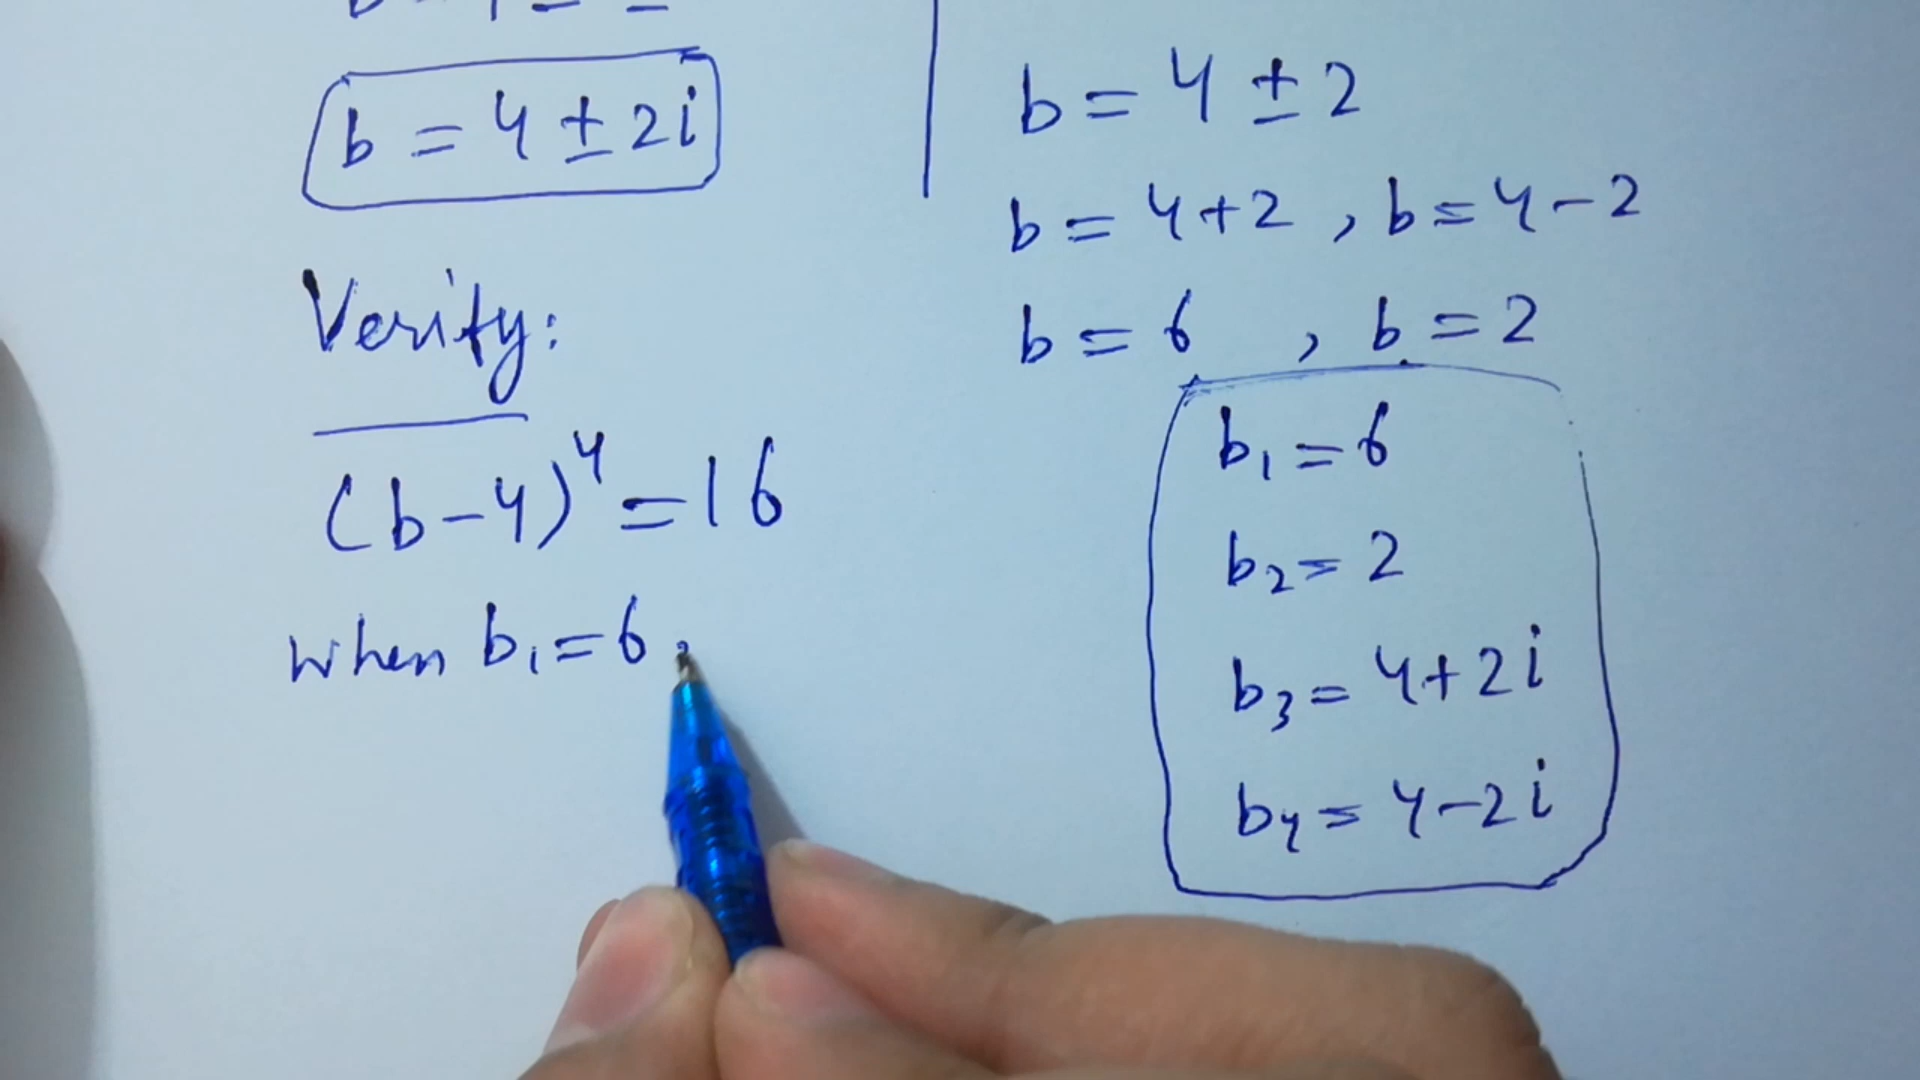 b = 4 ± 2i
Verify:
(b-4)⁴ = 16
when b₁ = 6,
b = 4 ± 2
b = 4+2 , b = 4-2
b = 6 , b = 2
b₁ = 6
b₂ = 2
b₃ = 4+2i
b₄ = 4-2i